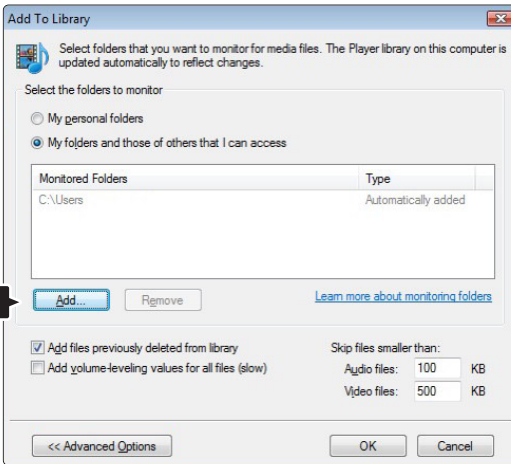 Add To Library
Select folders that you want to monitor for media files. The Player library on this computer is
updated automatically to reflect changes.
Select the folders to monitor
My personal folders
My folders and those of others that I can access
Monitored Folders Type
C:\Users Automatically added
Add... Remove Learn more about monitoring folders
Add files previously deleted from library Skip files smaller than:
Add volume-leveling values for all files (slow) Audio files: 100 KB
Video files: 500 KB
<< Advanced Options OK Cancel